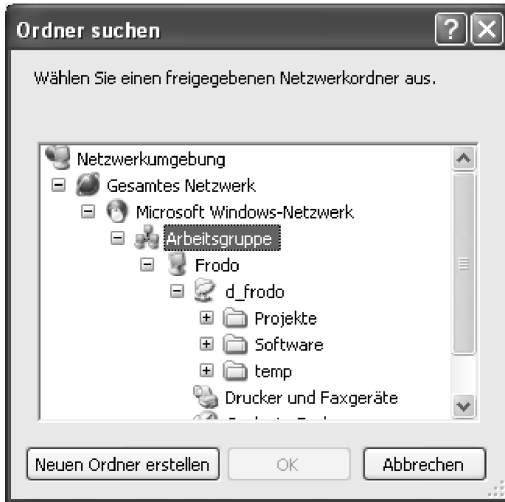 Ordner suchen
Wählen Sie einen freigegebenen Netzwerkordner aus.
Netzwerkumgebung
Gesamtes Netzwerk
Microsoft Windows-Netzwerk
Arbeitsgruppe
Frodo
d_frodo
Projekte
Software
temp
Drucker und Faxgeräte
Neuen Ordner erstellen
OK
Abbrechen